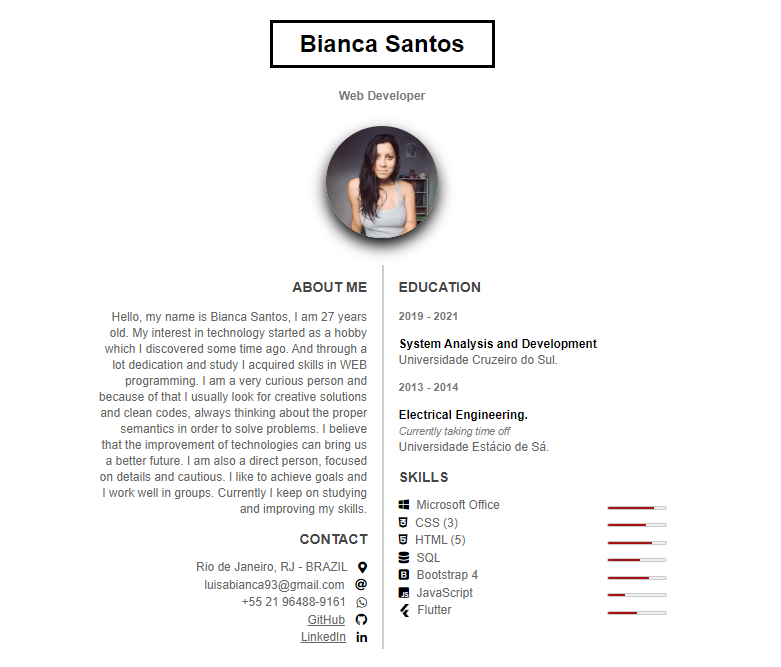 Bianca Santos
Web Developer
ABOUT ME
Hello, my name is Bianca Santos, I am 27 years
old. My interest in technology started as a hobby
which I discovered some time ago. And through a
lot dedication and study I acquired skills in WEB
programming. I am a very curious person and
because of that I usually look for creative solutions
and clean codes, always thinking about the proper
semantics in order to solve problems. I believe
that the improvement of technologies can bring us
a better future. I am also a direct person, focused
on details and cautious. I like to achieve goals and
I work well in groups. Currently I keep on studying
and improving my skills.
CONTACT
Rio de Janeiro, RJ - BRAZIL
luisabianca93@gmail.com
+55 21 96488-9161
GitHub
LinkedIn
EDUCATION
2019 - 2021
System Analysis and Development
Universidade Cruzeiro do Sul.
2013 - 2014
Electrical Engineering.
Currently taking time off
Universidade Estácio de Sá.
SKILLS
Microsoft Office
CSS (3)
HTML (5)
SQL
Bootstrap 4
JavaScript
Flutter